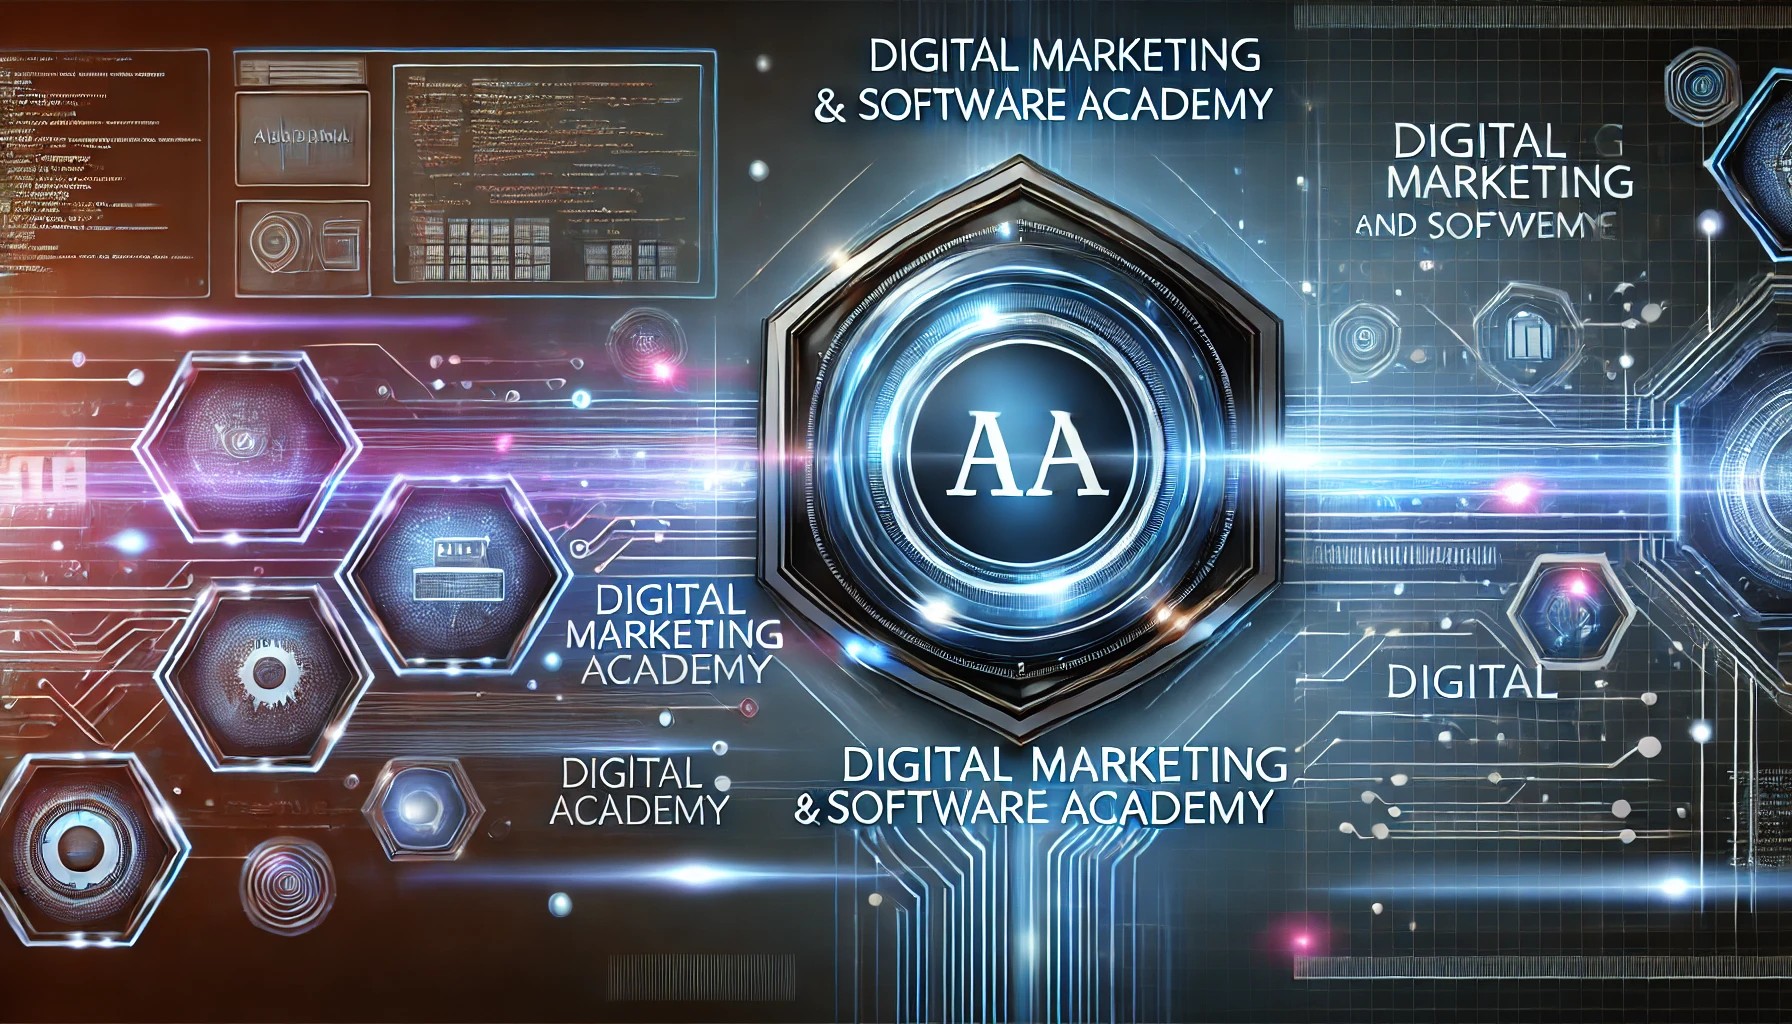 DIGITAL MARKETING
& SOFTWARE ACADEMY
DIGITAL G
MARKETING
AND SOFWEMYE
AA
DIGITAL
MARKETING
ACADEMY
DIGITAL
DIGITAL
ACADEMY
DIGITAL MARKETING
& SOFTWARE ACADEMY